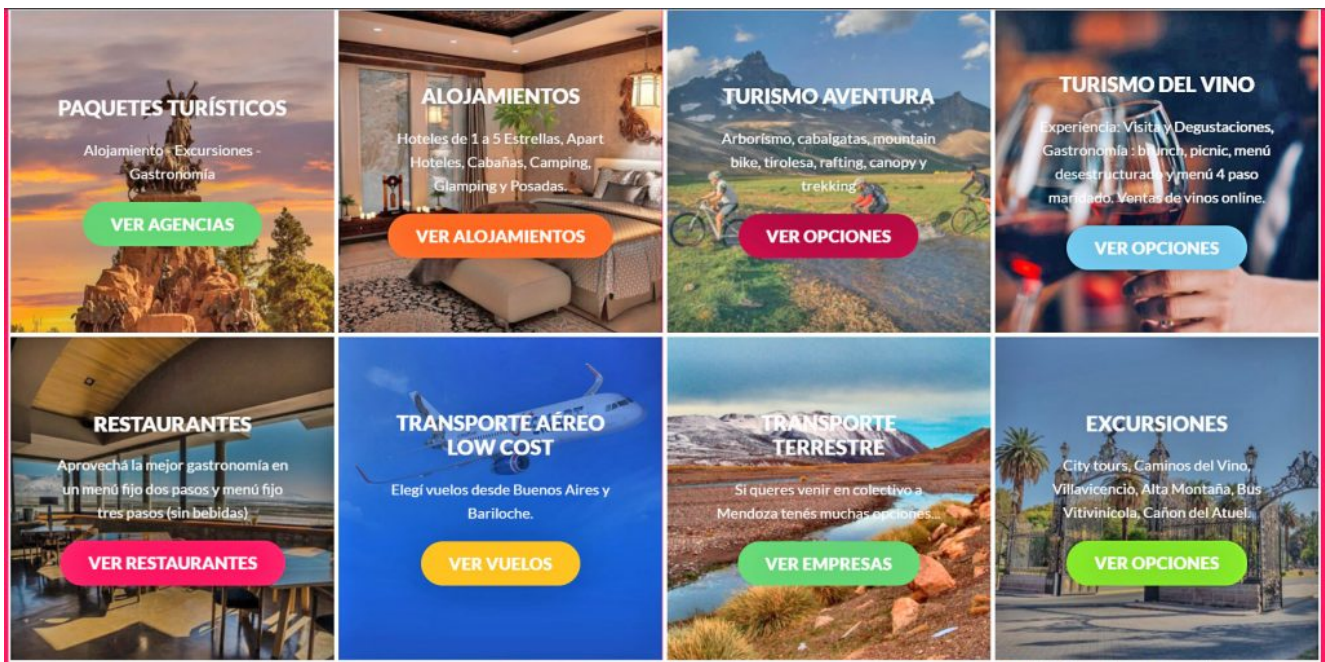 PAQUETES TURÍSTICOS
Alojamiento - Excursiones -
Gastronomía
VER AGENCIAS
ALOJAMIENTOS
Hoteles de 1 a 5 Estrellas, Apart
Hoteles, Cabañas, Camping,
Glamping y Posadas.
VER ALOJAMIENTOS
TURISMO AVENTURA
Arborismo, cabalgatas, mountain
bike, tirolesa, rafting, canopy y
trekking
VER OPCIONES
TURISMO DEL VINO
Experiencia: Visita y Degustaciones,
Gastronomía : brunch, picnic, menú
desestructurado y menú 4 paso
maridado. Ventas de vinos online.
VER OPCIONES
RESTAURANTES
Aprovechá la mejor gastronomía en
un menú fijo dos pasos y menú fijo
tres pasos (sin bebidas)
VER RESTAURANTES
TRANSPORTE AÉREO
LOW COST
Elegí vuelos desde Buenos Aires y
Bariloche.
VER VUELOS
TRANSPORTE
TERRESTRE
Si queres venir en colectivo a
Mendoza tenés muchas opciones...
VER EMPRESAS
EXCURSIONES
City tours, Caminos del Vino,
Villavicencio, Alta Montaña, Bus
Vitivinícola, Cañon del Atuel.
VER OPCIONES